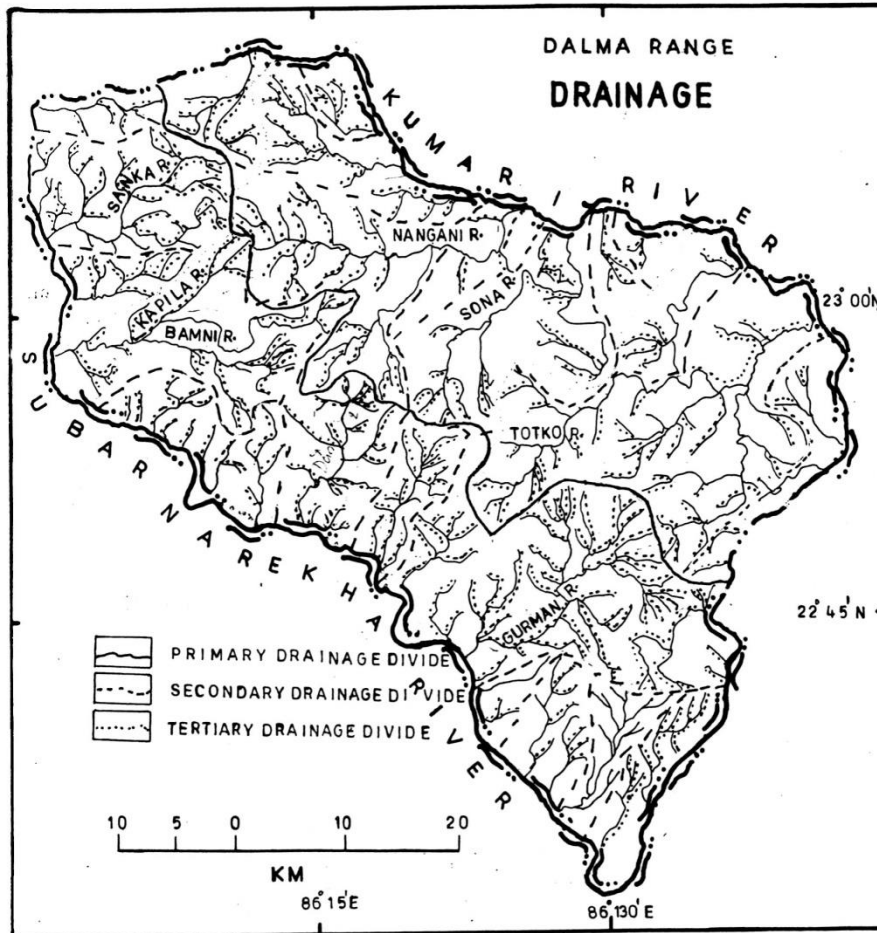 DALMA RANGE
DRAINAGE
KUMARI RIVER
SANKA R.
NANGANI R.
KAPILA R.
SONA R.
BAMNI R.
23°00'N
TOTKO R.
SUBARNAREKHA RIVER
GURMAN R.
22°45'N
PRIMARY DRAINAGE DIVIDE
SECONDARY DRAINAGE DIVIDE
TERTIARY DRAINAGE DIVIDE
10 5 0 10 20
KM
86°15'E
86°130'E